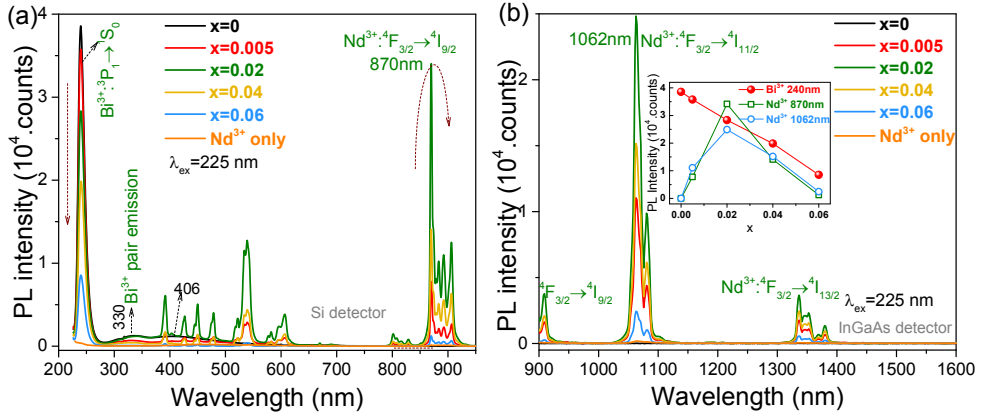 (a)
x=0
x=0.005
x=0.02
x=0.04
x=0.06
Nd³⁺ only
λex=225 nm
Bi³⁺:³P₁→S₀
Nd³⁺:⁴F₃/₂→⁴I₉/₂
870nm
330
Bi³⁺ pair emission
406
Si detector
PL intensity (10⁴.counts)
0
1
2
3
4
200 300 400 500 600 700 800 900
Wavelength (nm)
(b)
1062nm
Nd³⁺:⁴F₃/₂→⁴I₁₁/₂
x=0
x=0.005
x=0.02
x=0.04
x=0.06
Nd³⁺ only
Bi³⁺ 240nm
Nd³⁺ 870nm
Nd³⁺ 1062nm
PL Intensity (10⁴.counts)
4
3
2
1
0
0.00 0.02 0.04 0.06
x
⁴F₃/₂→⁴I₉/₂
Nd³⁺:⁴F₃/₂→⁴I₁₃/₂
λex=225 nm
InGaAs detector
PL intensity (10⁴.counts)
0
1
2
900 1000 1100 1200 1300 1400 1500 1600
Wavelength (nm)